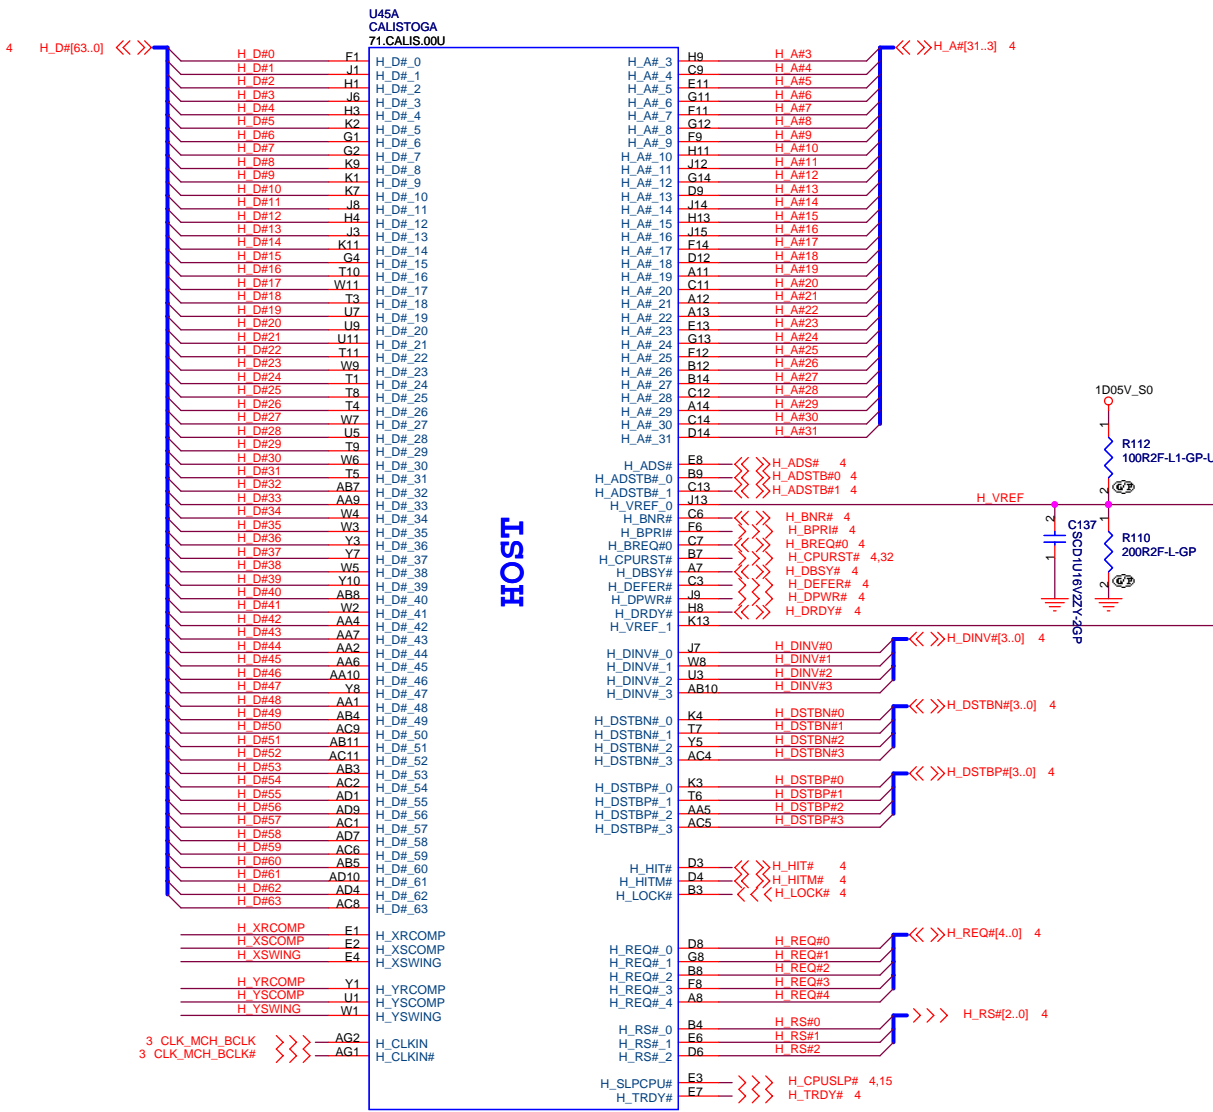 U45A
CALISTOGA
71.CALIS.00U
4 H_D#[63..0]
H_A#[31..3] 4
H_D#0 F1 H_D#_0
H_D#1 J1 H_D#_1
H_D#2 H1 H_D#_2
H_D#3 J6 H_D#_3
H_D#4 H3 H_D#_4
H_D#5 K2 H_D#_5
H_D#6 G1 H_D#_6
H_D#7 G2 H_D#_7
H_D#8 K9 H_D#_8
H_D#9 K1 H_D#_9
H_D#10 K7 H_D#_10
H_D#11 J8 H_D#_11
H_D#12 H4 H_D#_12
H_D#13 J3 H_D#_13
H_D#14 K11 H_D#_14
H_D#15 G4 H_D#_15
H_D#16 T10 H_D#_16
H_D#17 W11 H_D#_17
H_D#18 T3 H_D#_18
H_D#19 U7 H_D#_19
H_D#20 U9 H_D#_20
H_D#21 U11 H_D#_21
H_D#22 T11 H_D#_22
H_D#23 W9 H_D#_23
H_D#24 T1 H_D#_24
H_D#25 T8 H_D#_25
H_D#26 T4 H_D#_26
H_D#27 W7 H_D#_27
H_D#28 U5 H_D#_28
H_D#29 T9 H_D#_29
H_D#30 W6 H_D#_30
H_D#31 T5 H_D#_31
H_D#32 AB7 H_D#_32
H_D#33 AA9 H_D#_33
H_D#34 W4 H_D#_34
H_D#35 W3 H_D#_35
H_D#36 Y3 H_D#_36
H_D#37 Y7 H_D#_37
H_D#38 W5 H_D#_38
H_D#39 Y10 H_D#_39
H_D#40 AB8 H_D#_40
H_D#41 W2 H_D#_41
H_D#42 AA4 H_D#_42
H_D#43 AA7 H_D#_43
H_D#44 AA2 H_D#_44
H_D#45 AA6 H_D#_45
H_D#46 AA10 H_D#_46
H_D#47 Y8 H_D#_47
H_D#48 AA1 H_D#_48
H_D#49 AB4 H_D#_49
H_D#50 AC9 H_D#_50
H_D#51 AB11 H_D#_51
H_D#52 AC11 H_D#_52
H_D#53 AB3 H_D#_53
H_D#54 AC2 H_D#_54
H_D#55 AD1 H_D#_55
H_D#56 AD9 H_D#_56
H_D#57 AC1 H_D#_57
H_D#58 AD7 H_D#_58
H_D#59 AC6 H_D#_59
H_D#60 AB5 H_D#_60
H_D#61 AD10 H_D#_61
H_D#62 AD4 H_D#_62
H_D#63 AC8 H_D#_63
H_XRCOMP E1 H_XRCOMP
H_XSCOMP E2 H_XSCOMP
H_XSWING E4 H_XSWING
H_YRCOMP Y1 H_YRCOMP
H_YSCOMP U1 H_YSCOMP
H_YSWING W1 H_YSWING
3 CLK_MCH_BCLK AG2 H_CLKIN
3 CLK_MCH_BCLK# AG1 H_CLKIN#
HOST
H_A#_3 H9 H_A#3
H_A#_4 C9 H_A#4
H_A#_5 E11 H_A#5
H_A#_6 G11 H_A#6
H_A#_7 F11 H_A#7
H_A#_8 G12 H_A#8
H_A#_9 F9 H_A#9
H_A#_10 H11 H_A#10
H_A#_11 J12 H_A#11
H_A#_12 G14 H_A#12
H_A#_13 D9 H_A#13
H_A#_14 J14 H_A#14
H_A#_15 H13 H_A#15
H_A#_16 J15 H_A#16
H_A#_17 F14 H_A#17
H_A#_18 D12 H_A#18
H_A#_19 A11 H_A#19
H_A#_20 C11 H_A#20
H_A#_21 A12 H_A#21
H_A#_22 A13 H_A#22
H_A#_23 E13 H_A#23
H_A#_24 G13 H_A#24
H_A#_25 F12 H_A#25
H_A#_26 B12 H_A#26
H_A#_27 B14 H_A#27
H_A#_28 C12 H_A#28
H_A#_29 A14 H_A#29
H_A#_30 C14 H_A#30
H_A#_31 D14 H_A#31
H_ADS# E8 H_ADS# 4
H_ADSTB#_0 B9 H_ADSTB#0 4
H_ADSTB#_1 C13 H_ADSTB#1 4
H_VREF_0 J13 H_VREF
H_BNR# C6 H_BNR# 4
H_BPRI# F6 H_BPRI# 4
H_BREQ#0 C7 H_BREQ#0 4
H_CPURST# B7 H_CPURST# 4,32
H_DBSY# A7 H_DBSY# 4
H_DEFER# C3 H_DEFER# 4
H_DPWR# J9 H_DPWR# 4
H_DRDY# H8 H_DRDY# 4
H_VREF_1 K13
H_DINV#[3..0] 4
H_DINV#_0 J7 H_DINV#0
H_DINV#_1 W8 H_DINV#1
H_DINV#_2 U3 H_DINV#2
H_DINV#_3 AB10 H_DINV#3
H_DSTBN#[3..0] 4
H_DSTBN#_0 K4 H_DSTBN#0
H_DSTBN#_1 T7 H_DSTBN#1
H_DSTBN#_2 Y5 H_DSTBN#2
H_DSTBN#_3 AC4 H_DSTBN#3
H_DSTBP#[3..0] 4
H_DSTBP#_0 K3 H_DSTBP#0
H_DSTBP#_1 T6 H_DSTBP#1
H_DSTBP#_2 AA5 H_DSTBP#2
H_DSTBP#_3 AC5 H_DSTBP#3
H_HIT# D3 H_HIT# 4
H_HITM# D4 H_HITM# 4
H_LOCK# B3 H_LOCK# 4
H_REQ#[4..0] 4
H_REQ#_0 D8 H_REQ#0
H_REQ#_1 G8 H_REQ#1
H_REQ#_2 B8 H_REQ#2
H_REQ#_3 F8 H_REQ#3
H_REQ#_4 A8 H_REQ#4
H_RS#[2..0] 4
H_RS#_0 B4 H_RS#0
H_RS#_1 E6 H_RS#1
H_RS#_2 D6 H_RS#2
H_SLPCPU# E3 H_CPUSLP# 4,15
H_TRDY# E7 H_TRDY# 4
1D05V_S0
1
R112
100R2F-L1-GP-U
2
2
C137
SCD1U16V2ZY-2GP
1
1
R110
200R2F-L-GP
2